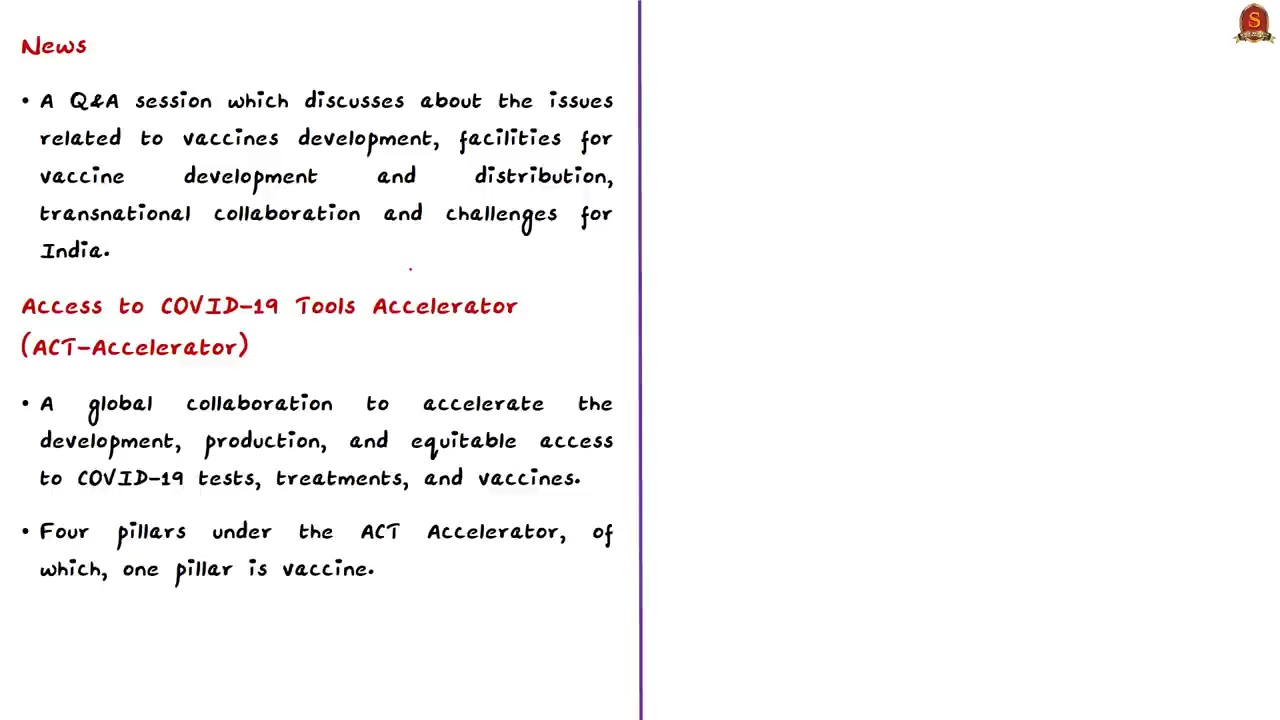 News
• A Q&A session which discusses about the issues
related to vaccines development, facilities for
vaccine development and distribution,
transnational collaboration and challenges for
India.
Access to COVID-19 Tools Accelerator
(ACT-Accelerator)
• A global collaboration to accelerate the
development, production, and equitable access
to COVID-19 tests, treatments, and vaccines.
• Four pillars under the ACT Accelerator, of
which, one pillar is vaccine.
S